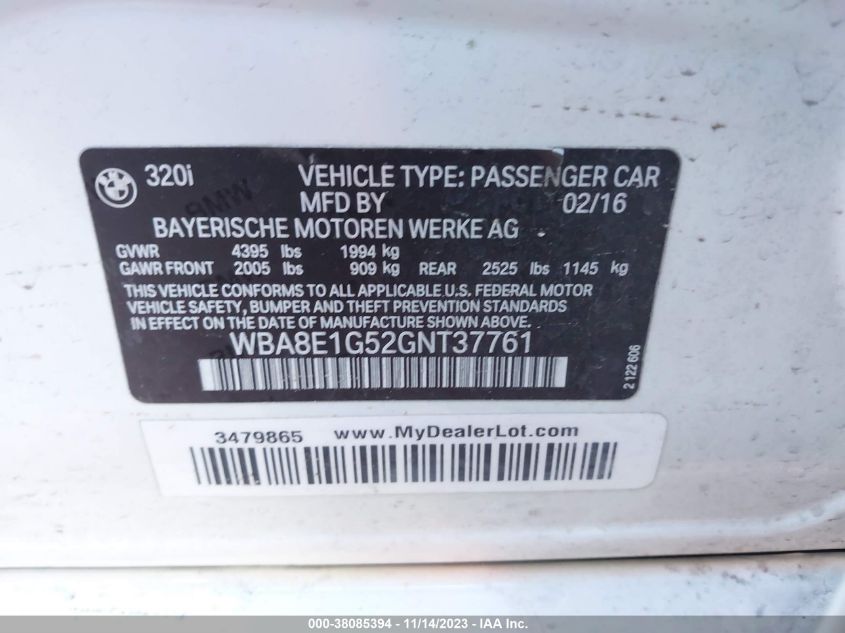 320i VEHICLE TYPE: PASSENGER CAR
MFD BY 02/16
BAYERISCHE MOTOREN WERKE AG
GVWR 4395 lbs 1994 kg
GAWR FRONT 2005 lbs 909 kg REAR 2525 lbs 1145 kg
THIS VEHICLE CONFORMS TO ALL APPLICABLE U.S. FEDERAL MOTOR
VEHICLE SAFETY, BUMPER AND THEFT PREVENTION STANDARDS
IN EFFECT ON THE DATE OF MANUFACTURE SHOWN ABOVE.
WBA8E1G52GNT37761
2 122 606
3479865 www.MyDealerLot.com
000-38085394 - 11/14/2023 - IAA Inc.